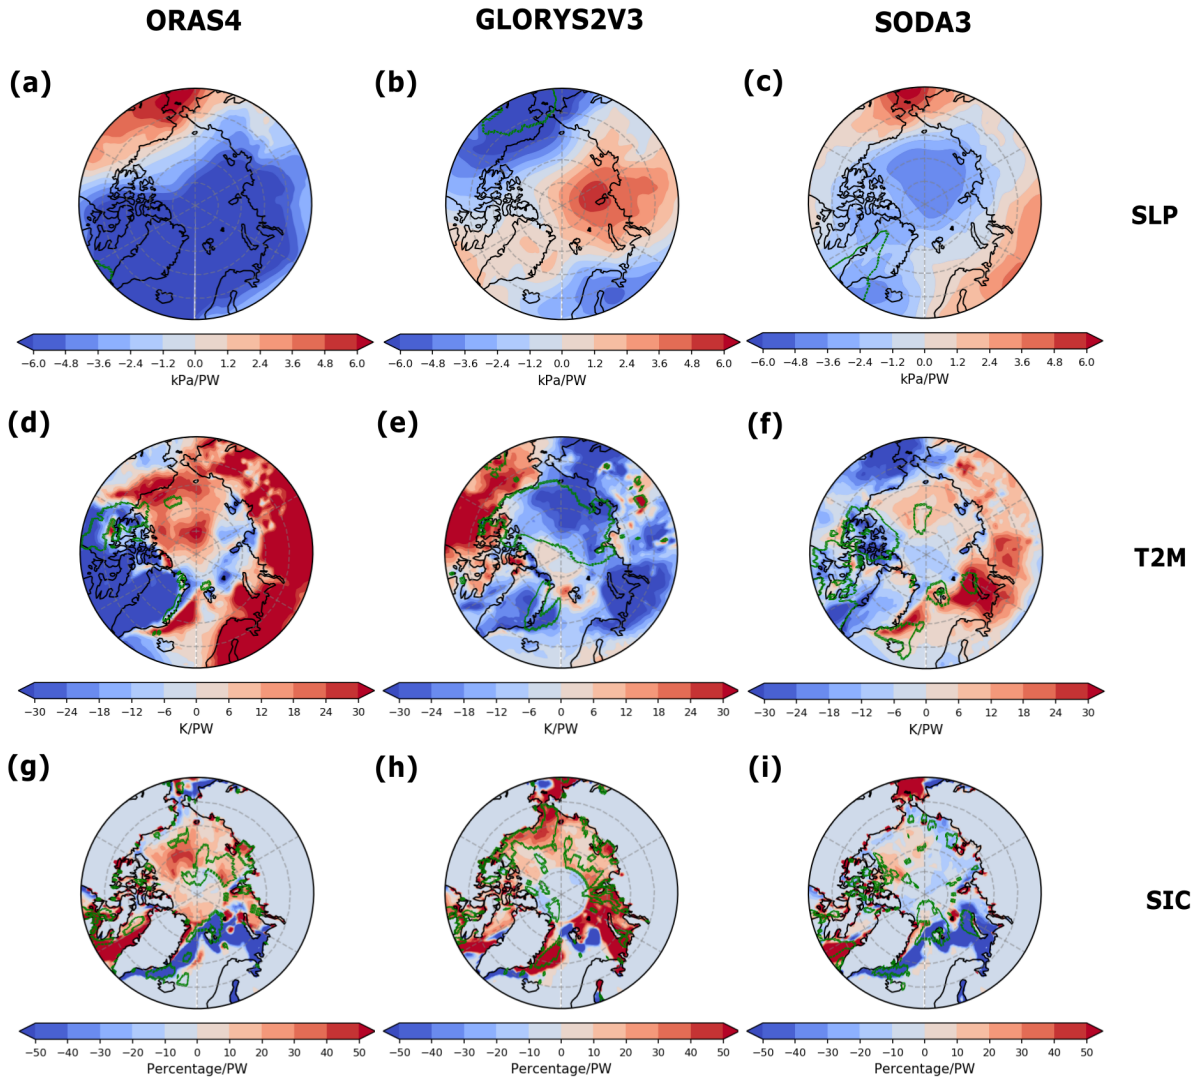 ORAS4 GLORYS2V3 SODA3
(a) (b) (c)
SLP
−6.0 −4.8 −3.6 −2.4 −1.2 0.0 1.2 2.4 3.6 4.8 6.0
kPa/PW
−6.0 −4.8 −3.6 −2.4 −1.2 0.0 1.2 2.4 3.6 4.8 6.0
kPa/PW
−6.0 −4.8 −3.6 −2.4 −1.2 0.0 1.2 2.4 3.6 4.8 6.0
kPa/PW
(d) (e) (f)
T2M
−30 −24 −18 −12 −6 0 6 12 18 24 30
K/PW
−30 −24 −18 −12 −6 0 6 12 18 24 30
K/PW
−30 −24 −18 −12 −6 0 6 12 18 24 30
K/PW
(g) (h) (i)
SIC
−50 −40 −30 −20 −10 0 10 20 30 40 50
Percentage/PW
−50 −40 −30 −20 −10 0 10 20 30 40 50
Percentage/PW
−50 −40 −30 −20 −10 0 10 20 30 40 50
Percentage/PW